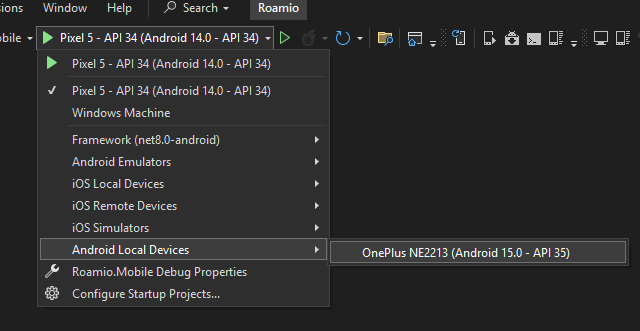 sions Window Help Search Roamio
obile Pixel 5 - API 34 (Android 14.0 - API 34)
Pixel 5 - API 34 (Android 14.0 - API 34)
Pixel 5 - API 34 (Android 14.0 - API 34)
Windows Machine
Framework (net8.0-android)
Android Emulators
iOS Local Devices
iOS Remote Devices
iOS Simulators
Android Local Devices OnePlus NE2213 (Android 15.0 - API 35)
Roamio.Mobile Debug Properties
Configure Startup Projects...